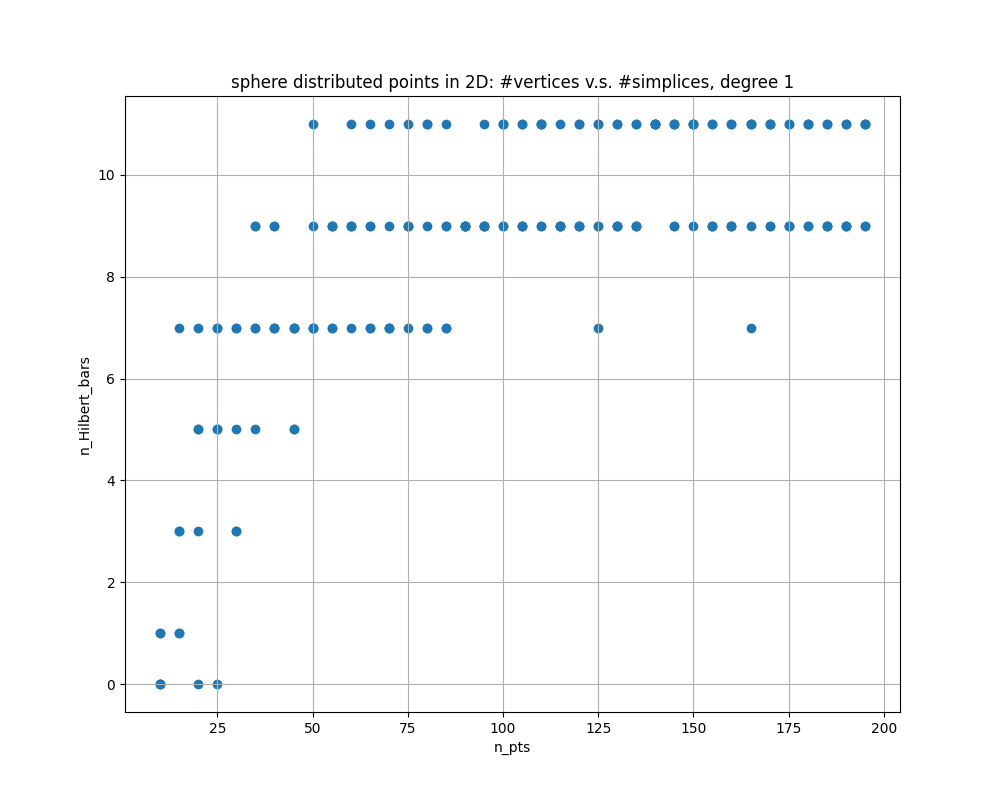 sphere distributed points in 2D: #vertices v.s. #simplices, degree 1
10
8
6
4
2
0
n_Hilbert_bars
25 50 75 100 125 150 175 200
n_pts